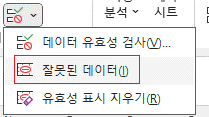 분석 시트
데이터 유효성 검사(V)...
잘못된 데이터(I)
유효성 표시 지우기(R)